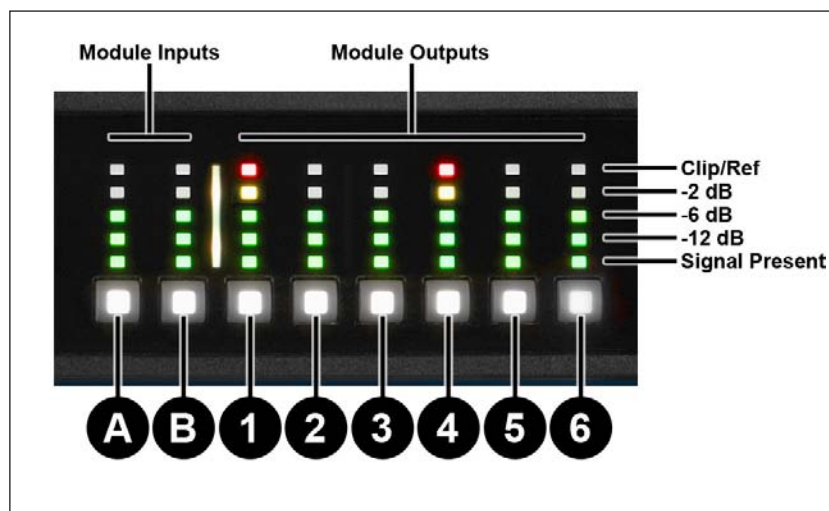 Module Inputs
Module Outputs
Clip/Ref
-2 dB
-6 dB
-12 dB
Signal Present
A
B
1
2
3
4
5
6